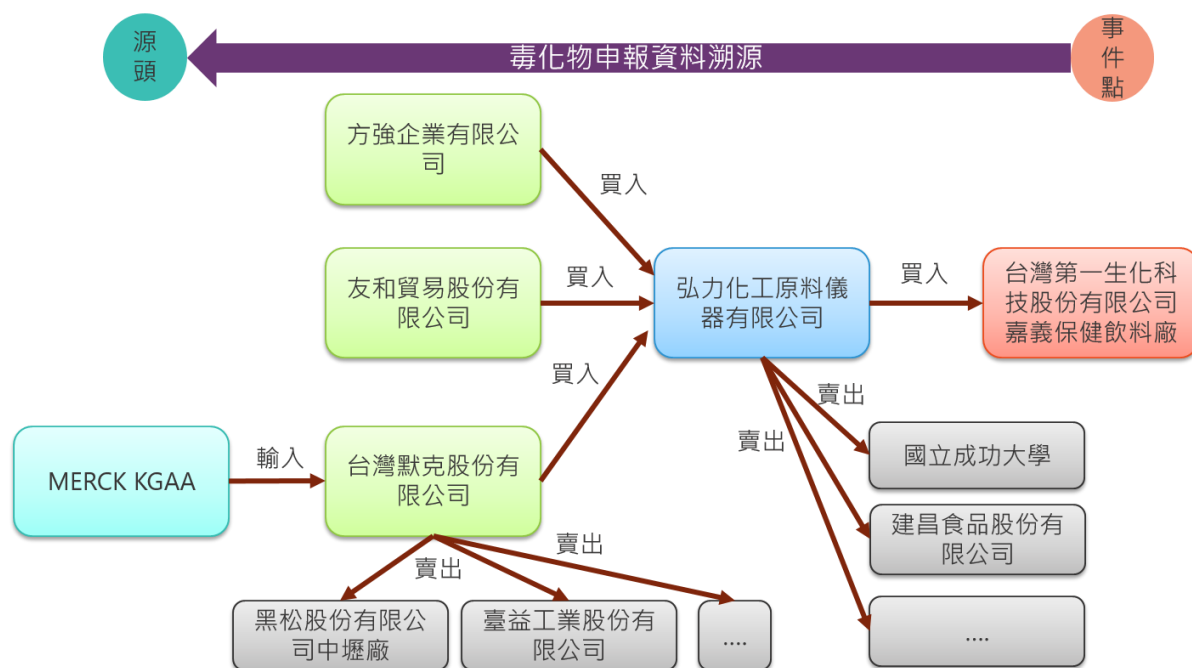 源
頭
毒化物申報資料溯源
事
件
點
方強企業有限公
司
買入
友和貿易股份有
限公司
買入
弘力化工原料儀
器有限公司
買入
台灣第一生化科
技股份有限公司
嘉義保健飲料廠
買入
賣出
賣出
MERCK KGAA
輸入
台灣默克股份有
限公司
國立成功大學
建昌食品股份有
限公司
賣出
賣出
黑松股份有限公
司中壢廠
臺益工業股份有
限公司
....
....